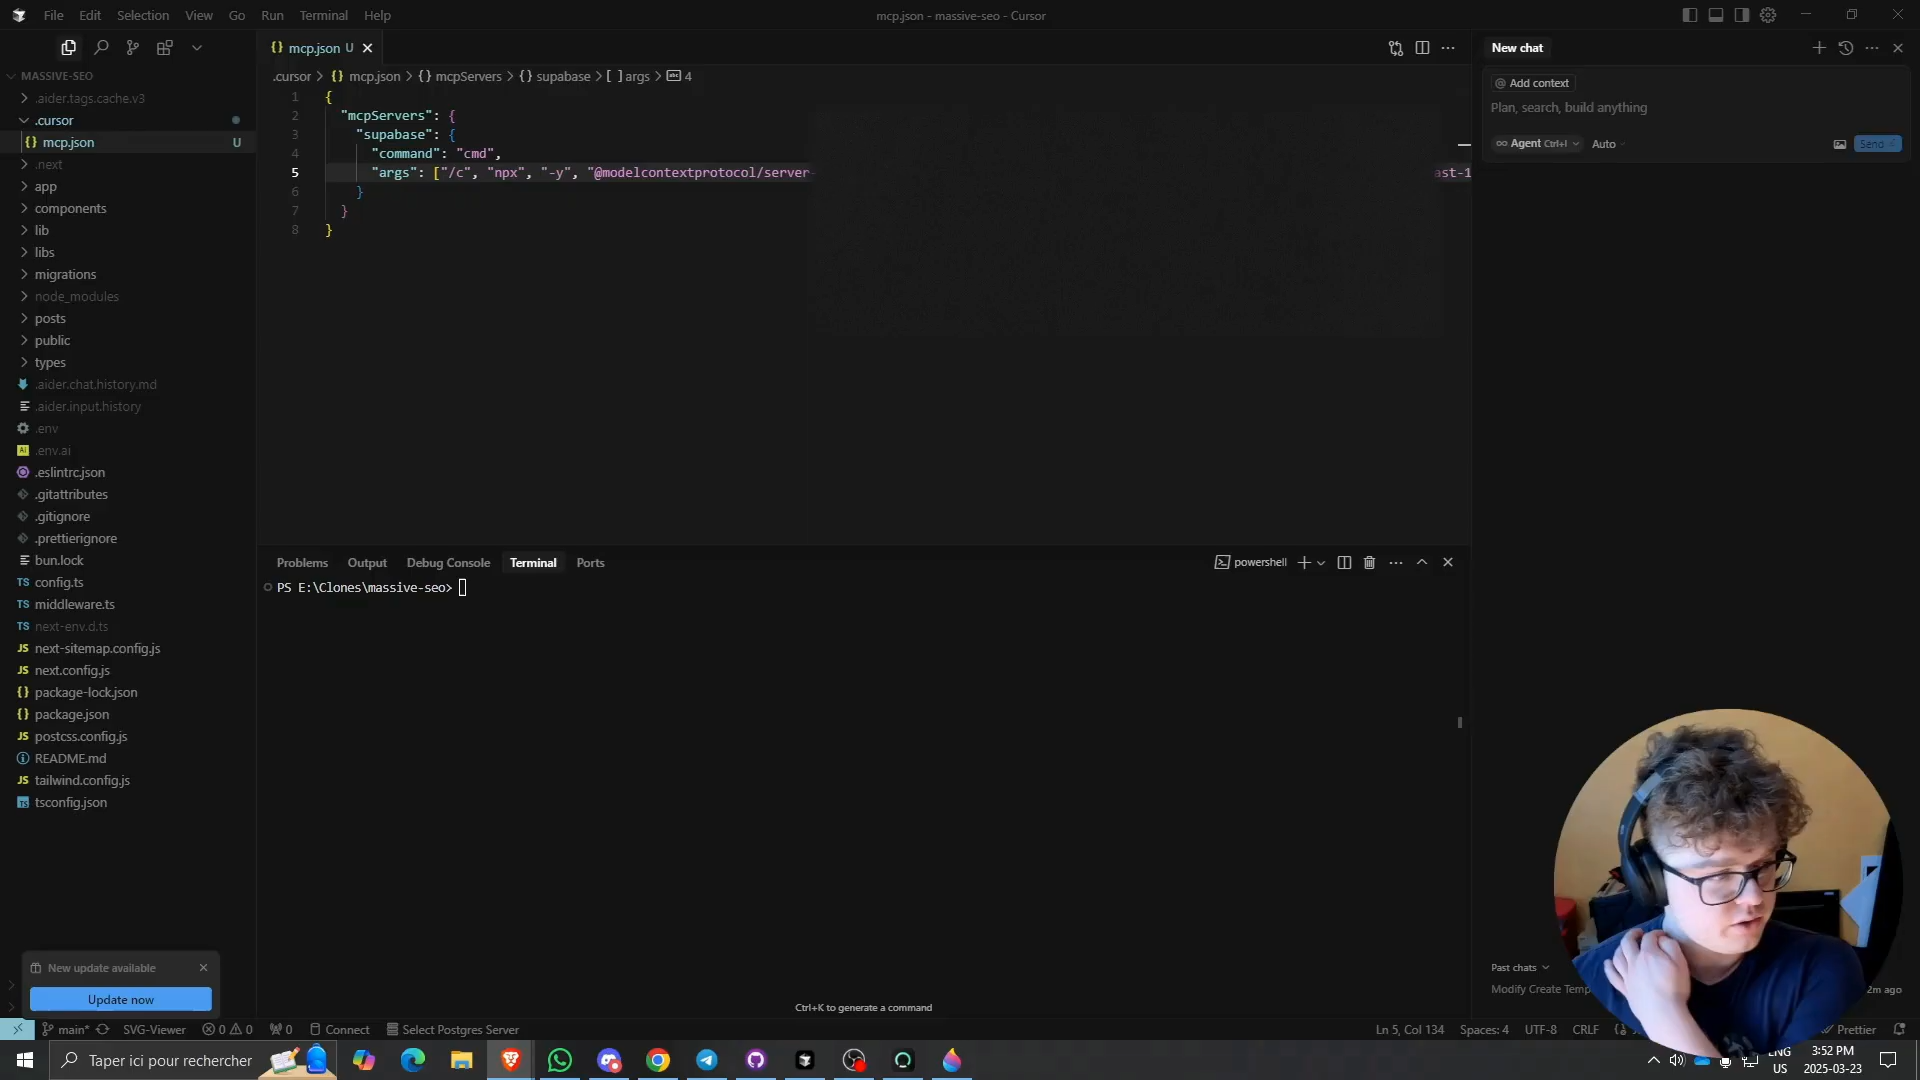 File Edit Selection View Go Run Terminal Help
mcp.json - massive-seo - Cursor
mcp.json U
New chat
MASSIVE-SEO
.aider.tags.cache.v3
.cursor
mcp.json U
.next
app
components
lib
libs
migrations
node_modules
posts
public
types
.aider.chat.history.md
.aider.input.history
.env
.env.ai
.eslintrc.json
.gitattributes
.gitignore
.prettierignore
bun.lock
config.ts
middleware.ts
next-env.d.ts
next-sitemap.config.js
next.config.js
package-lock.json
package.json
postcss.config.js
README.md
tailwind.config.js
tsconfig.json
New update available
Update now
.cursor > {} mcp.json > {} mcpServers > {} supabase > [ ] args > 4
1 {
2 "mcpServers": {
3 "supabase": {
4 "command": "cmd",
5 "args": ["/c", "npx", "-y", "@modelcontextprotocol/server- ast-1
6 }
7 }
8 }
Add context
Plan, search, build anything
Agent Ctrl+I Auto Send
Problems Output Debug Console Terminal Ports
powershell
PS E:\Clones\massive-seo>
Ctrl+K to generate a command
Past chats
Modify Create Temp 2m ago
main* SVG-Viewer 0 0 0 Connect Select Postgres Server
Ln 5, Col 134 Spaces: 4 UTF-8 CRLF Prettier
Taper ici pour rechercher
ENG 3:52 PM
US 2025-03-23